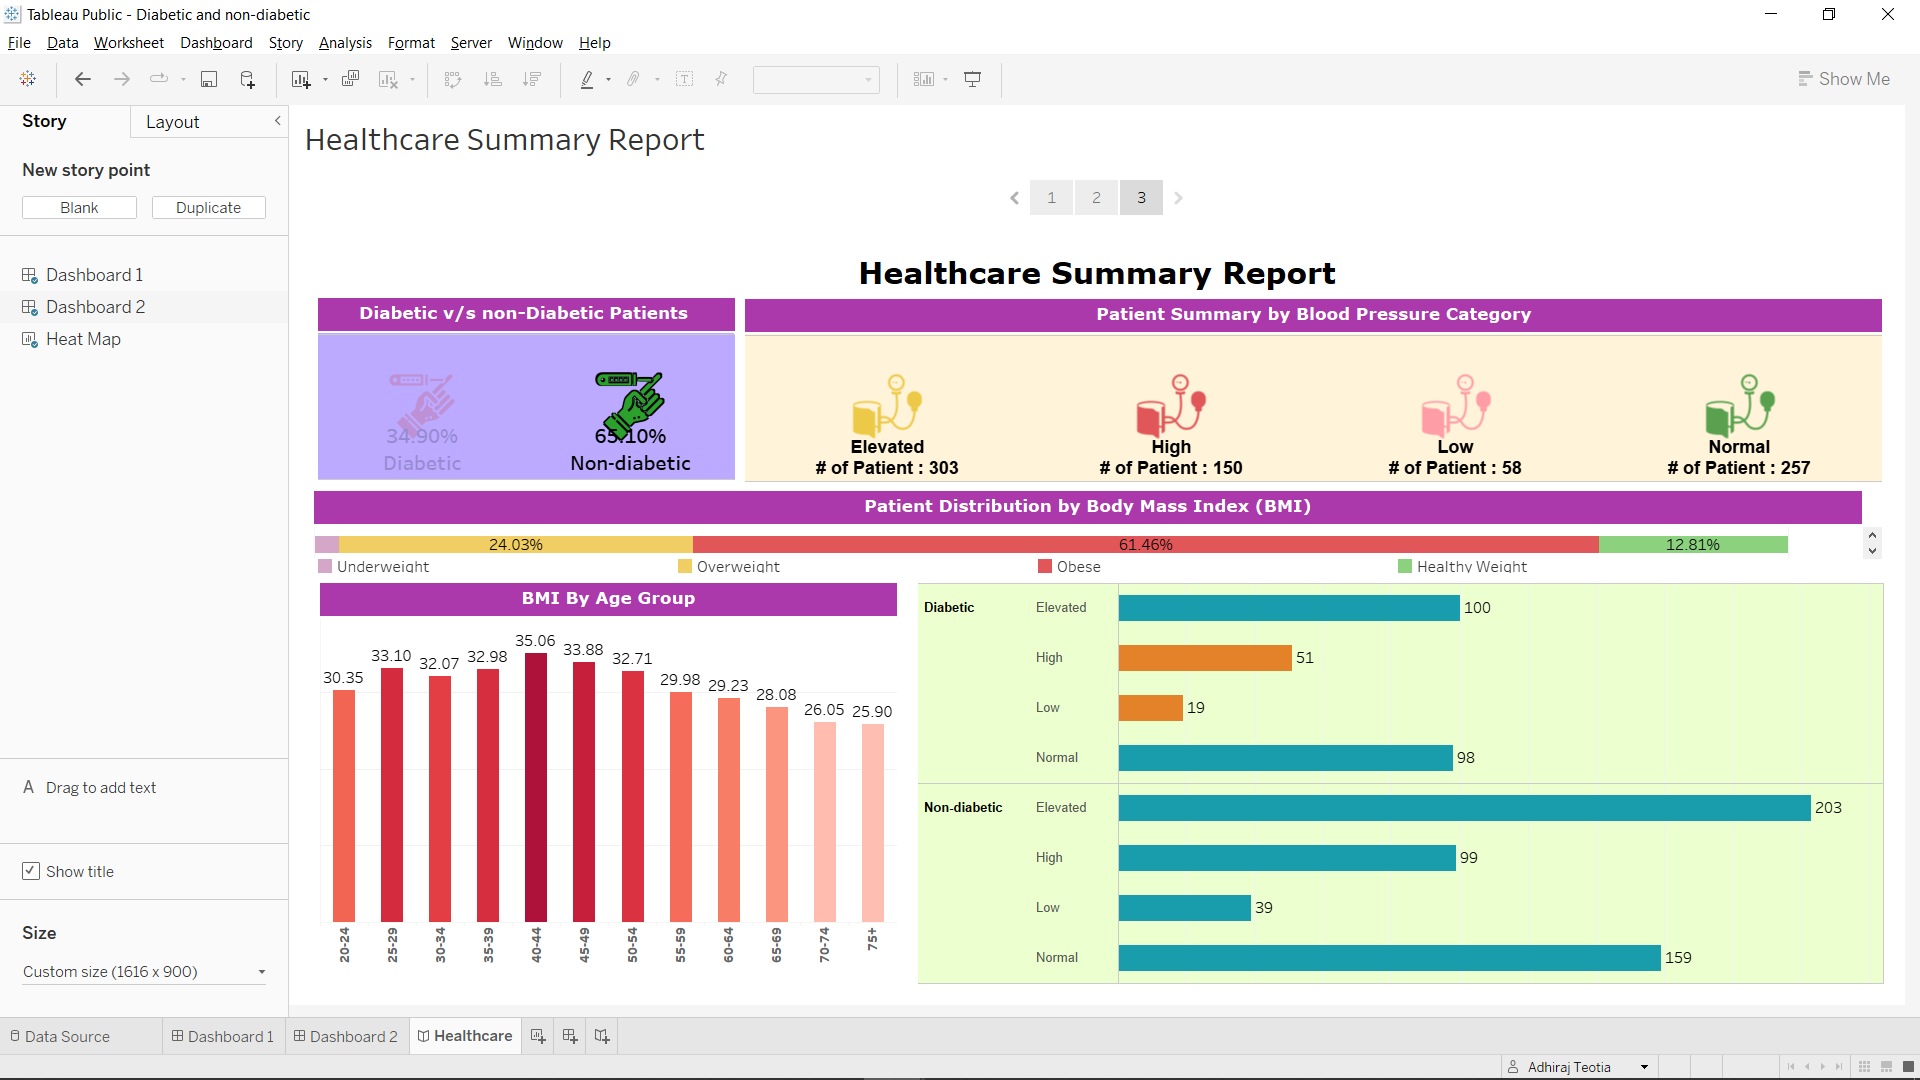 Tableau Public - Diabetic and non-diabetic
File Data Worksheet Dashboard Story Analysis Format Server Window Help
Show Me
Story Layout
New story point
Blank Duplicate
Dashboard 1
Dashboard 2
Heat Map
A Drag to add text
Show title
Size
Custom size (1616 x 900)
Healthcare Summary Report
1 2 3
Healthcare Summary Report
Diabetic v/s non-Diabetic Patients
34.90% 65.10%
Diabetic Non-diabetic
Patient Summary by Blood Pressure Category
Elevated High Low Normal
# of Patient : 303 # of Patient : 150 # of Patient : 58 # of Patient : 257
Patient Distribution by Body Mass Index (BMI)
24.03% 61.46% 12.81%
Underweight Overweight Obese Healthy Weight
BMI By Age Group
30.35 33.10 32.07 32.98 35.06 33.88 32.71 29.98 29.23 28.08 26.05 25.90
20-24 25-29 30-34 35-39 40-44 45-49 50-54 55-59 60-64 65-69 70-74 75+
Diabetic Elevated 100
High 51
Low 19
Normal 98
Non-diabetic Elevated 203
High 99
Low 39
Normal 159
Data Source Dashboard 1 Dashboard 2 Healthcare
Adhiraj Teotia